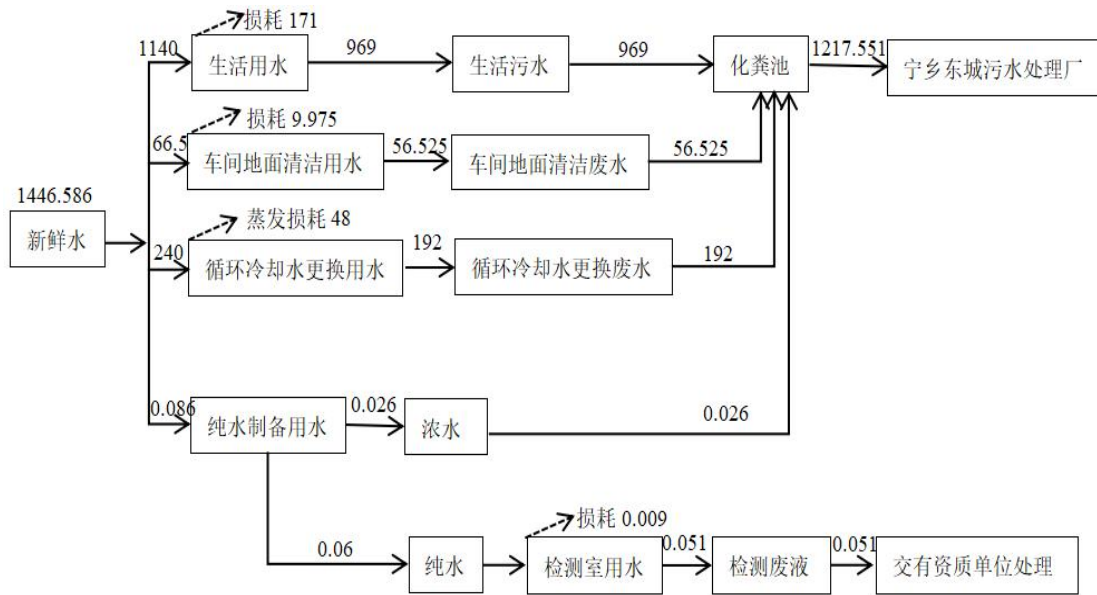 损耗 171
1140
生活用水
969
生活污水
969
化粪池
1217.551
宁乡东城污水处理厂
损耗 9.975
66.5
车间地面清洁用水
56.525
车间地面清洁废水
56.525
1446.586
新鲜水
蒸发损耗 48
240
循环冷却水更换用水
192
循环冷却水更换废水
192
0.086
纯水制备用水
0.026
浓水
0.026
0.06
纯水
损耗 0.009
检测室用水
0.051
检测废液
0.051
交有资质单位处理